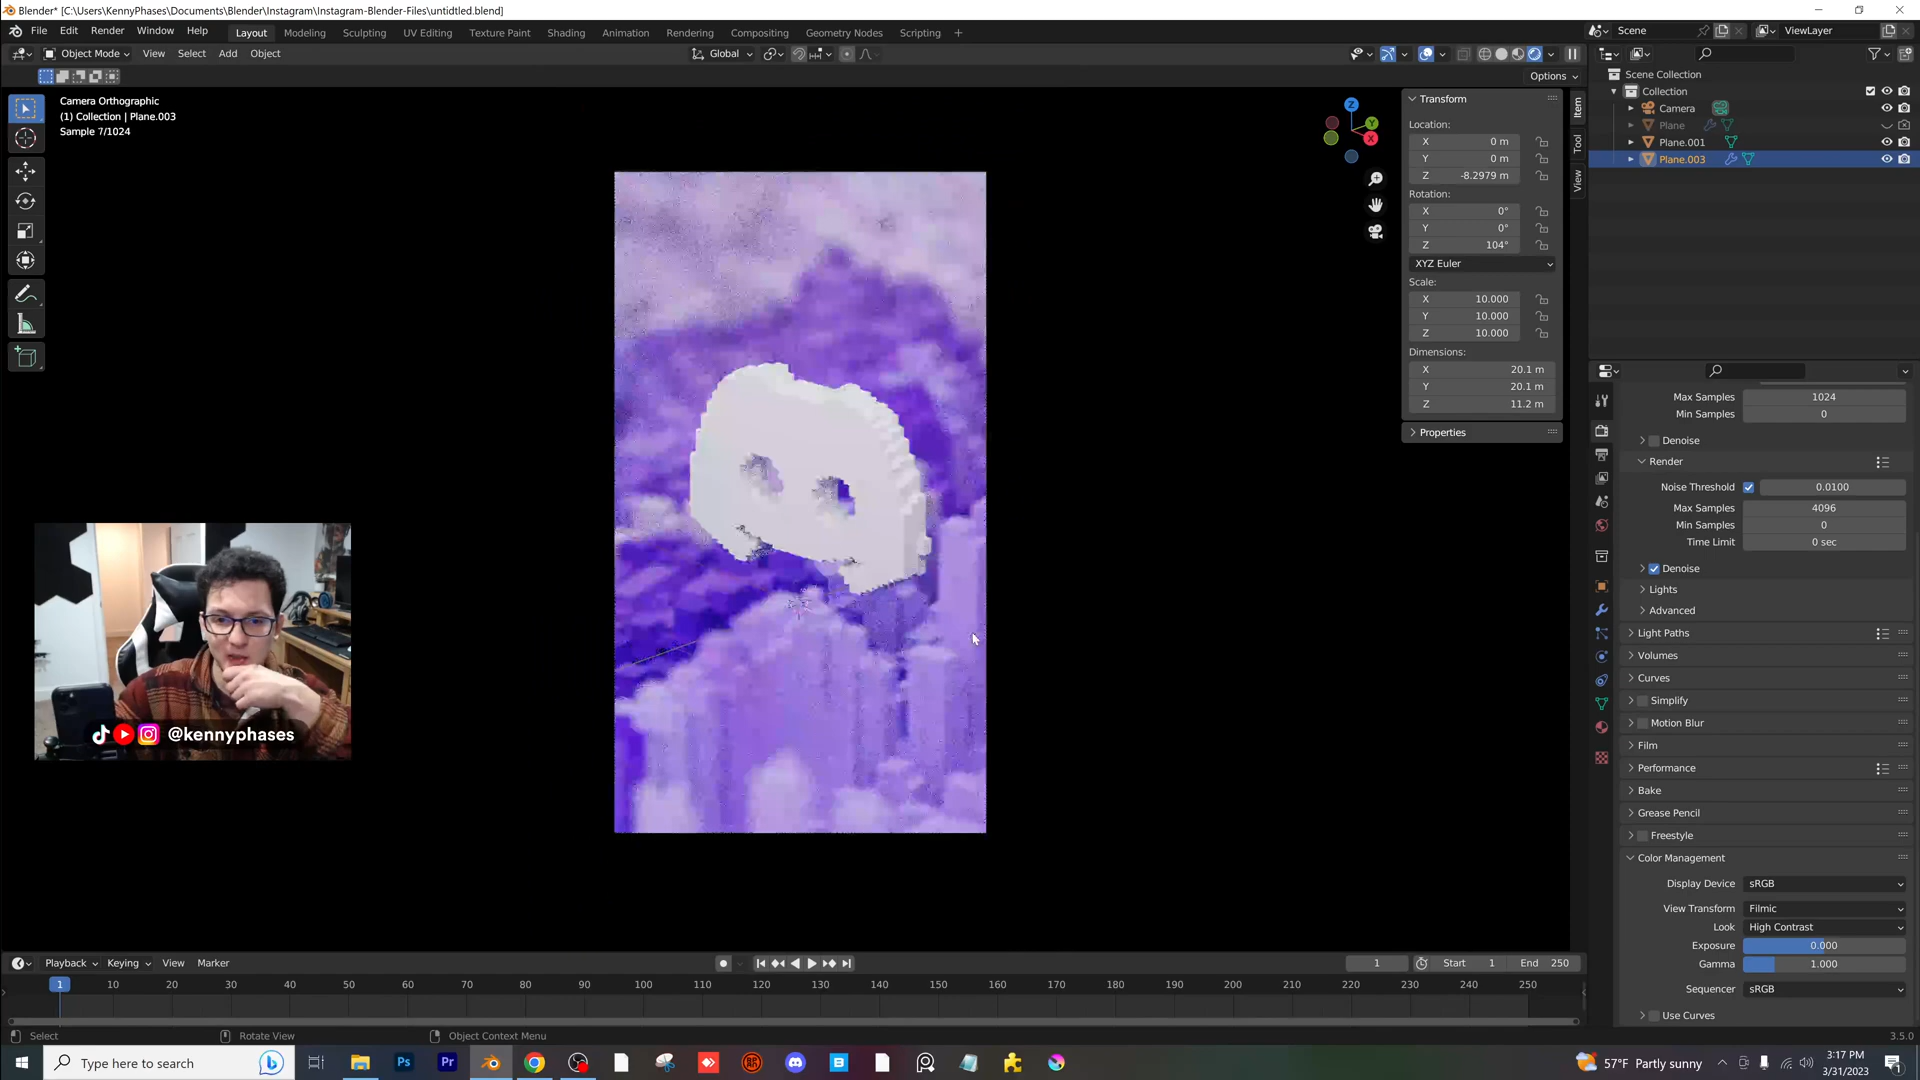 Blender* [C:\Users\KennyPhases\Documents\Blender\Instagram\Instagram-Blender-Files\untidtled.blend]
File Edit Render Window Help Layout Modeling Sculpting UV Editing Texture Paint Shading Animation Rendering Compositing Geometry Nodes Scripting + Scene ViewLayer
Object Mode View Select Add Object Global
Options
Camera Orthographic
(1) Collection | Plane.003
Sample 7/1024
Z
Y
X
Transform
Location:
X 0 m
Y 0 m
Z -8.2979 m
Rotation:
X 0°
Y 0°
Z 104°
XYZ Euler
Scale:
X 10.000
Y 10.000
Z 10.000
Dimensions:
X 20.1 m
Y 20.1 m
Z 11.2 m
Properties
Item
Tool
View
Scene Collection
Collection
Camera
Plane
Plane.001
Plane.003
Max Samples 1024
Min Samples 0
Denoise
Render
Noise Threshold 0.0100
Max Samples 4096
Min Samples 0
Time Limit 0 sec
Denoise
Lights
Advanced
Light Paths
Volumes
Curves
Simplify
Motion Blur
Film
Performance
Bake
Grease Pencil
Freestyle
Color Management
Display Device sRGB
View Transform Filmic
Look High Contrast
Exposure 0.000
Gamma 1.000
Sequencer sRGB
Use Curves
@kennyphases
Playback Keying View Marker 1 Start 1 End 250
1 10 20 30 40 50 60 70 80 90 100 110 120 130 140 150 160 170 180 190 200 210 220 230 240 250
Select Rotate View Object Context Menu 3.5.0
Type here to search Ps Pr B 57°F Partly sunny 3:17 PM
3/31/2023 1